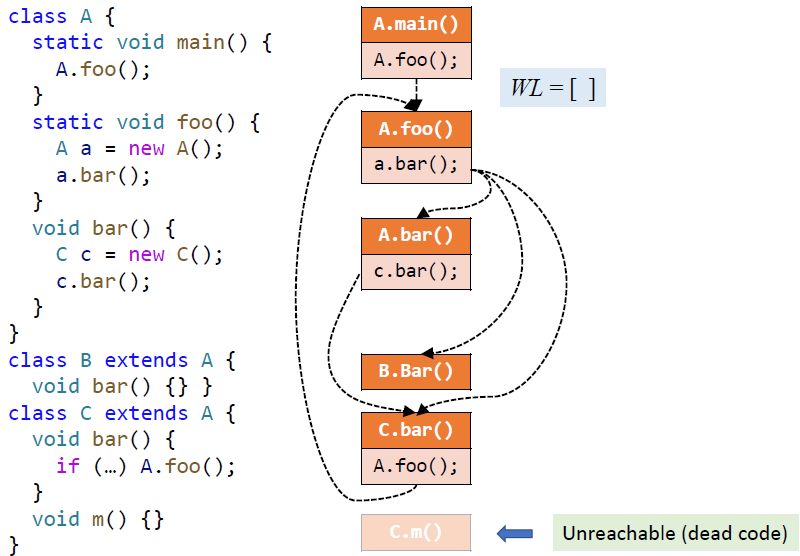 class A {
  static void main() {
    A.foo();
  }
  static void foo() {
    A a = new A();
    a.bar();
  }
  void bar() {
    C c = new C();
    c.bar();
  }
}
class B extends A {
  void bar() {} }
class C extends A {
  void bar() {
    if (…) A.foo();
  }
  void m() {}
}
A.main()
A.foo();
WL = [ ]
A.foo()
a.bar();
A.bar()
c.bar();
B.Bar()
C.bar()
A.foo();
C.m()
Unreachable (dead code)